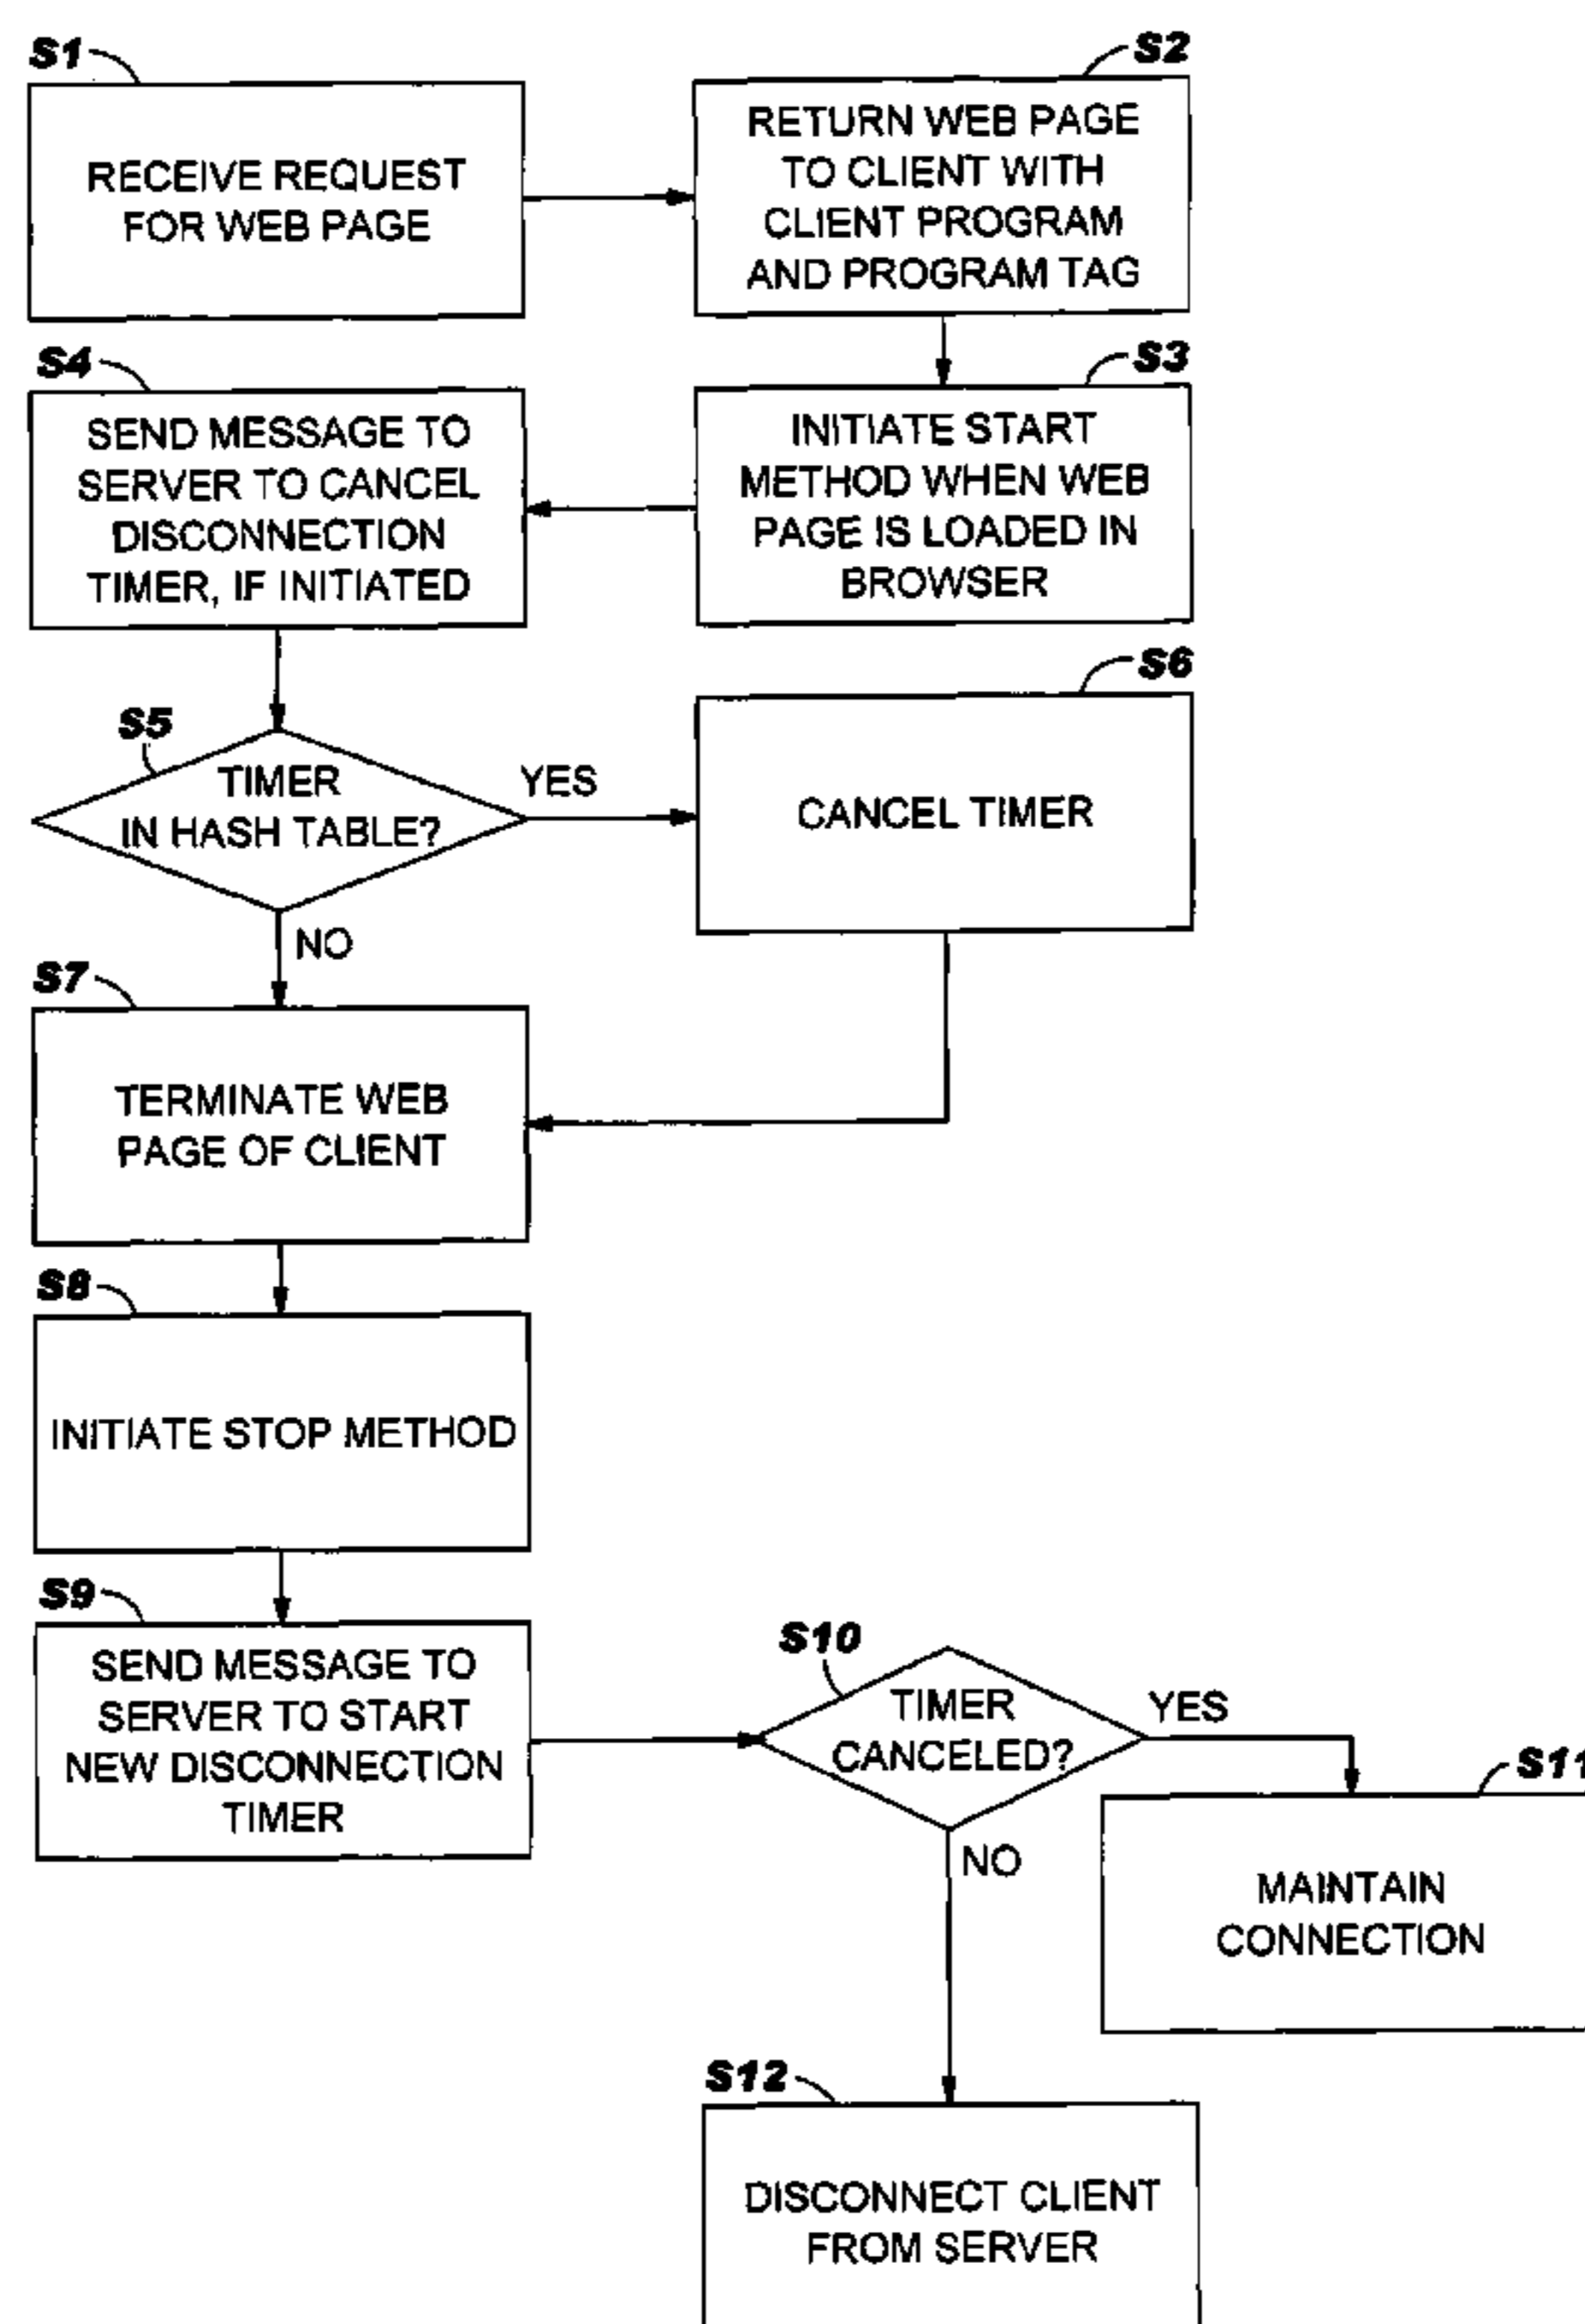 S1
RECEIVE REQUEST
FOR WEB PAGE
S2
RETURN WEB PAGE
TO CLIENT WITH
CLIENT PROGRAM
AND PROGRAM TAG
S3
INITIATE START
METHOD WHEN WEB
PAGE IS LOADED IN
BROWSER
S4
SEND MESSAGE TO
SERVER TO CANCEL
DISCONNECTION
TIMER, IF INITIATED
S5
TIMER
IN HASH TABLE?
YES
NO
S6
CANCEL TIMER
S7
TERMINATE WEB
PAGE OF CLIENT
S8
INITIATE STOP METHOD
S9
SEND MESSAGE TO
SERVER TO START
NEW DISCONNECTION
TIMER
S10
TIMER
CANCELED?
YES
NO
S11
MAINTAIN
CONNECTION
S12
DISCONNECT CLIENT
FROM SERVER